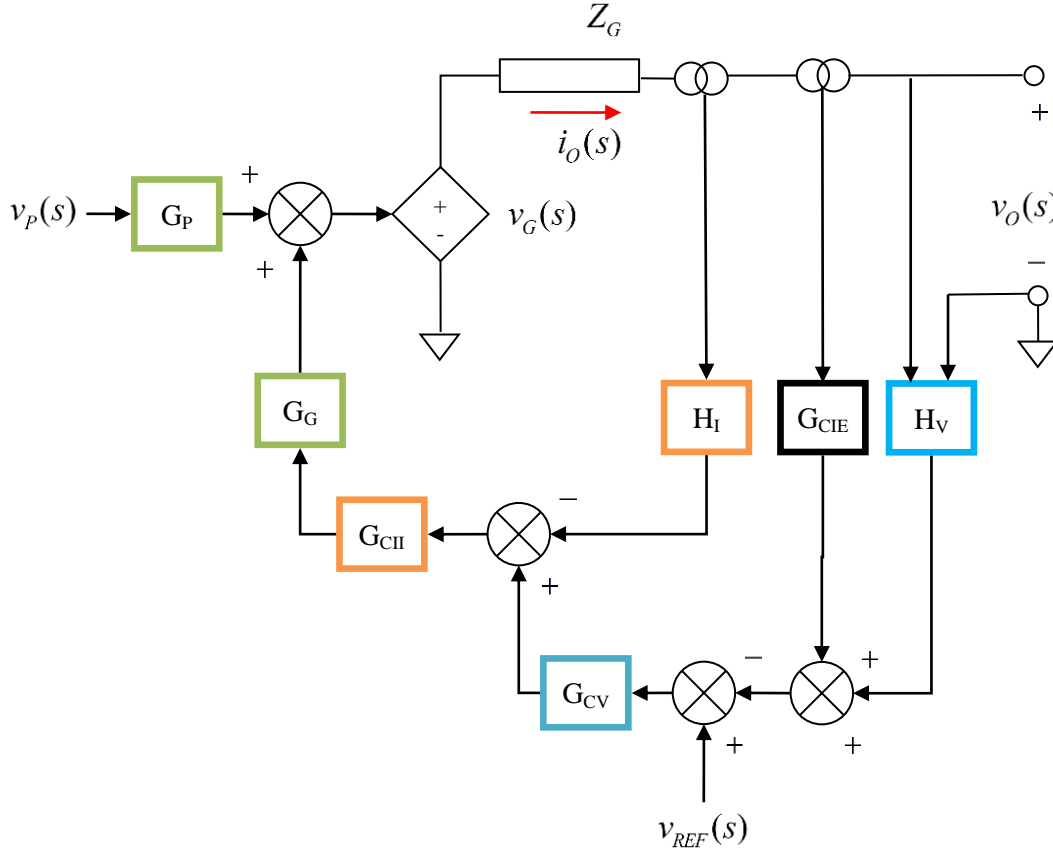 Z_G
i_O(s)
+
v_P(s)
G_P
+
+
+
-
v_G(s)
v_O(s)
−
G_G
H_I
G_CIE
H_V
G_CII
−
+
G_CV
−
+
+
+
v_REF(s)